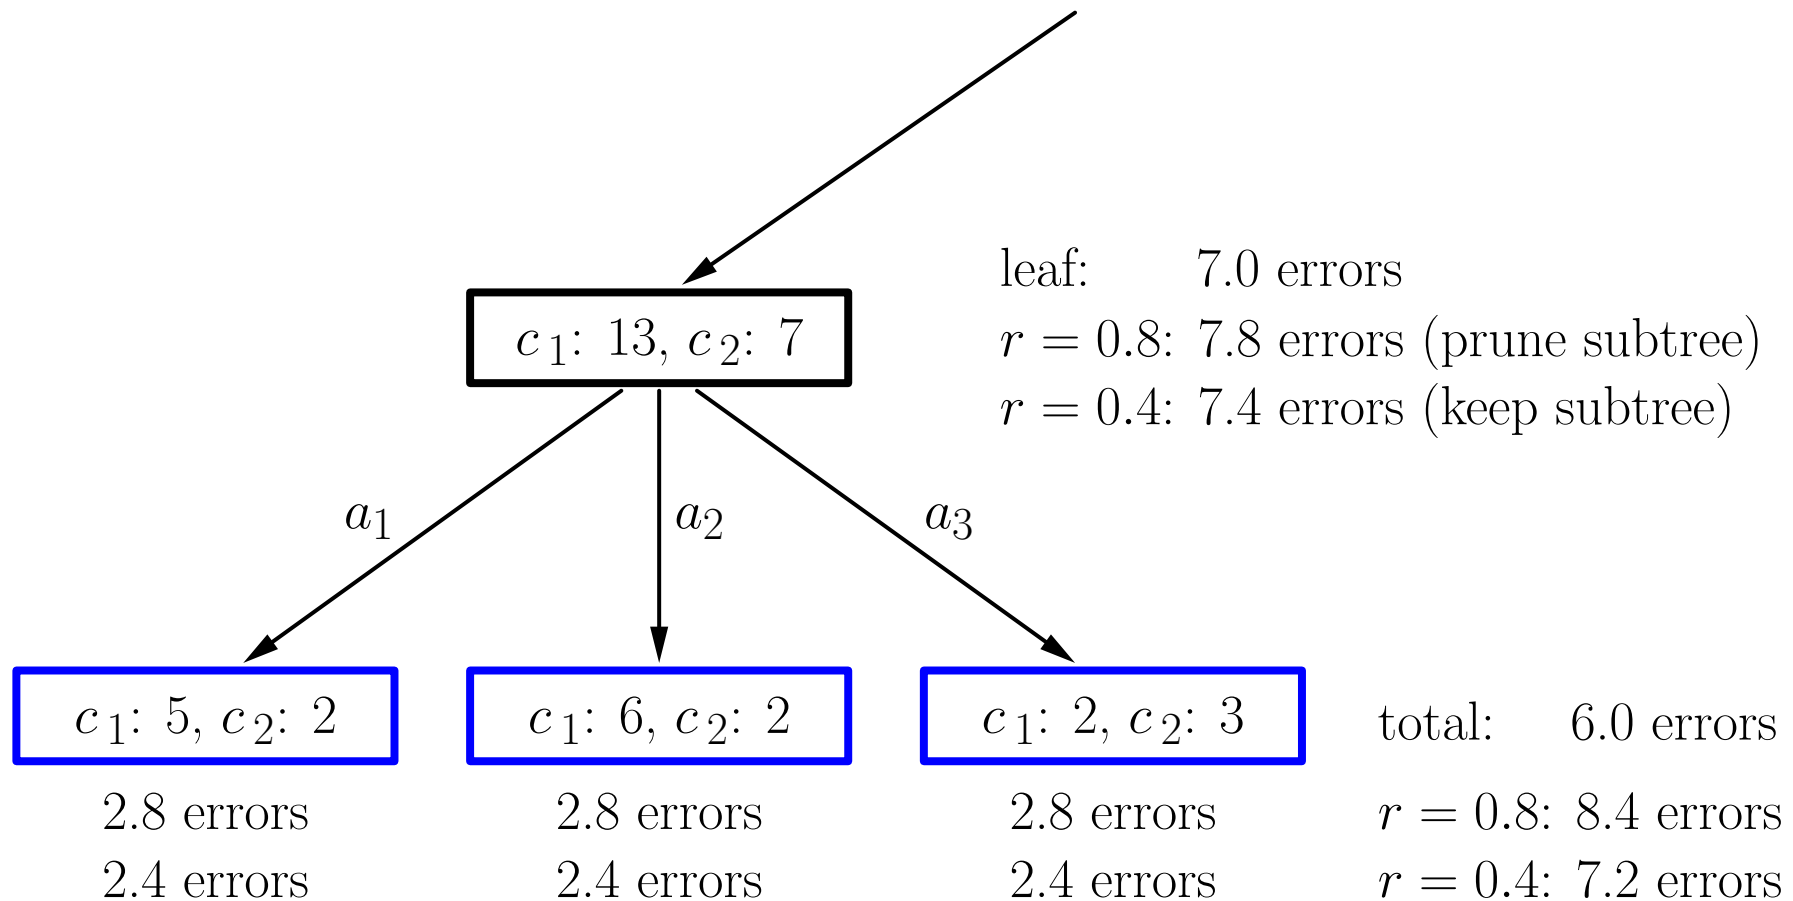 leaf: 7.0 errors
c₁: 13, c₂: 7
r = 0.8: 7.8 errors (prune subtree)
r = 0.4: 7.4 errors (keep subtree)
a₁
a₂
a₃
c₁: 5, c₂: 2
c₁: 6, c₂: 2
c₁: 2, c₂: 3
total: 6.0 errors
2.8 errors
2.8 errors
2.8 errors
r = 0.8: 8.4 errors
2.4 errors
2.4 errors
2.4 errors
r = 0.4: 7.2 errors